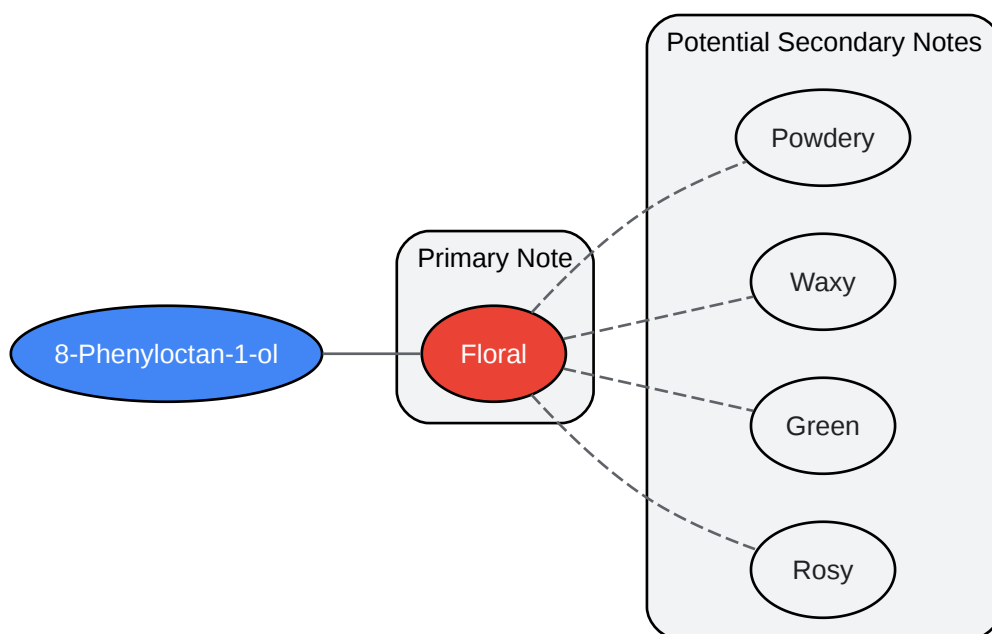 Potential Secondary Notes
Powdery
Primary Note
Waxy
8-Phenyloctan-1-ol
Floral
Green
Rosy